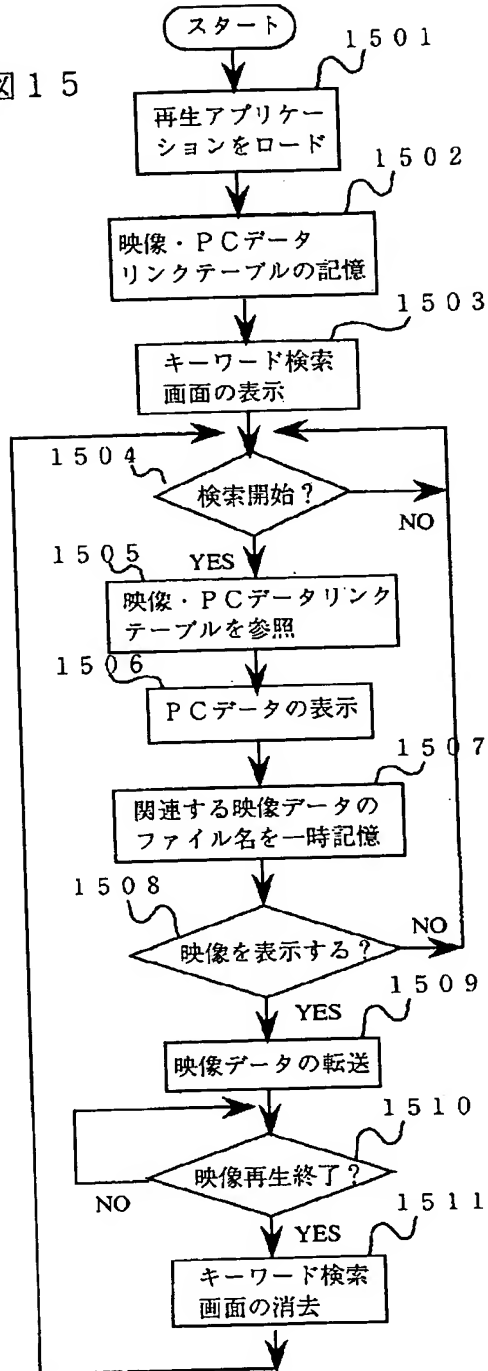 図15
スタート
1501
再生アプリケー
ションをロード
1502
映像・PCデータ
リンクテーブルの記憶
1503
キーワード検索
画面の表示
1504
検索開始?
NO
YES
1505
映像・PCデータリンク
テーブルを参照
1506
PCデータの表示
1507
関連する映像データの
ファイル名を一時記憶
1508
映像を表示する?
NO
YES
1509
映像データの転送
1510
映像再生終了?
NO
YES
1511
キーワード検索
画面の消去